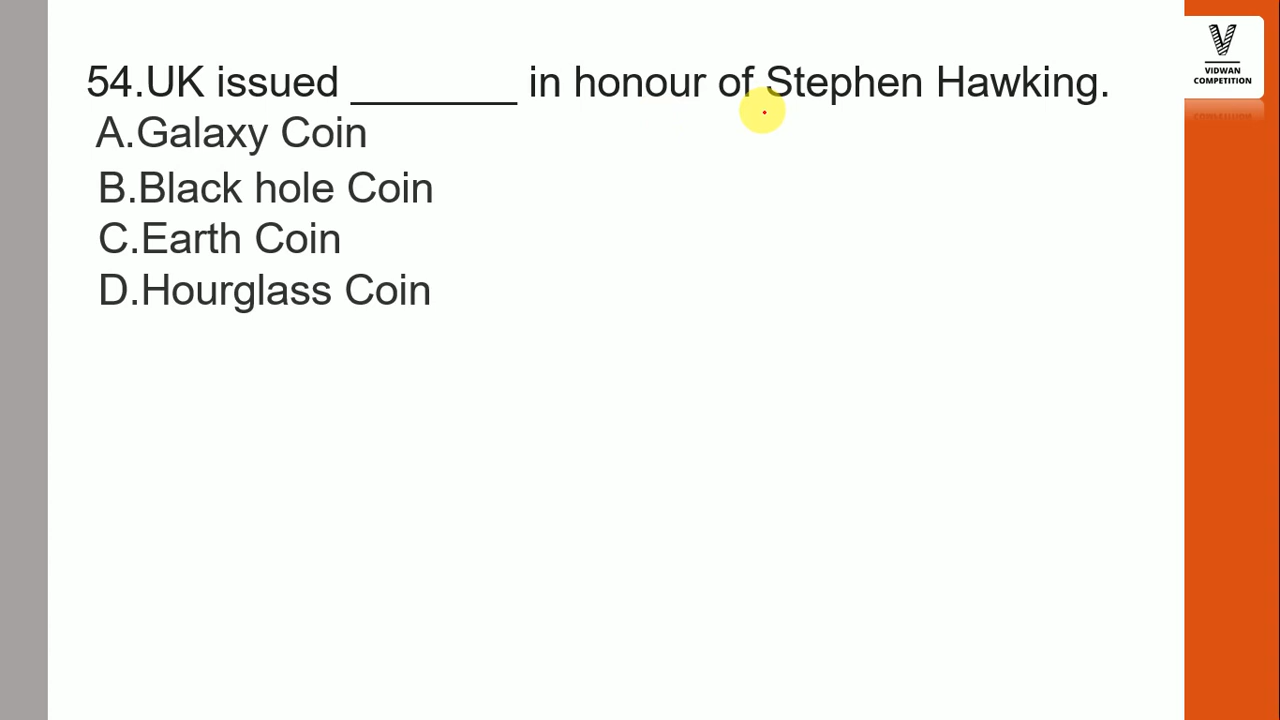 54.UK issued _______ in honour of Stephen Hawking.
A.Galaxy Coin
B.Black hole Coin
C.Earth Coin
D.Hourglass Coin
VIDWAN
COMPETITION